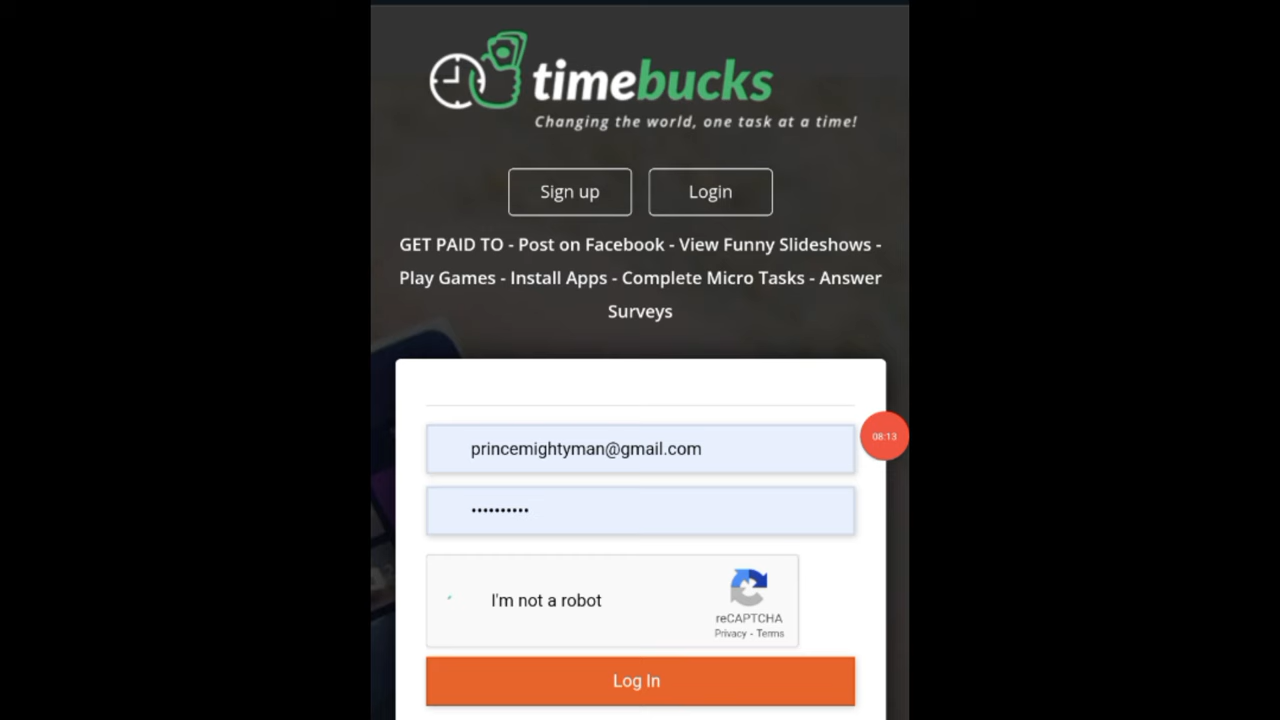 timebucks
Changing the world, one task at a time!
Sign up
Login
GET PAID TO - Post on Facebook - View Funny Slideshows -
Play Games - Install Apps - Complete Micro Tasks - Answer
Surveys
princemightyman@gmail.com
08:13
••••••••••
I'm not a robot
reCAPTCHA
Privacy - Terms
Log In